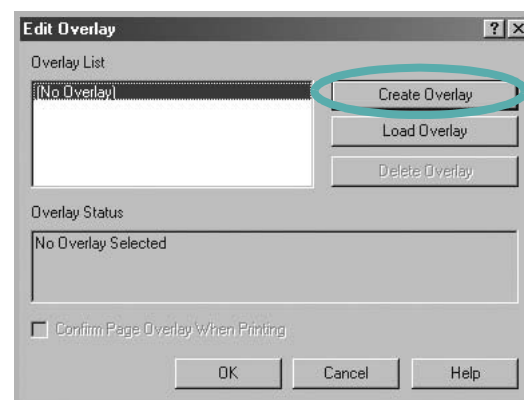 Edit Overlay
Overlay List
(No Overlay)
Create Overlay
Load Overlay
Delete Overlay
Overlay Status
No Overlay Selected
Confirm Page Overlay When Printing
OK Cancel Help